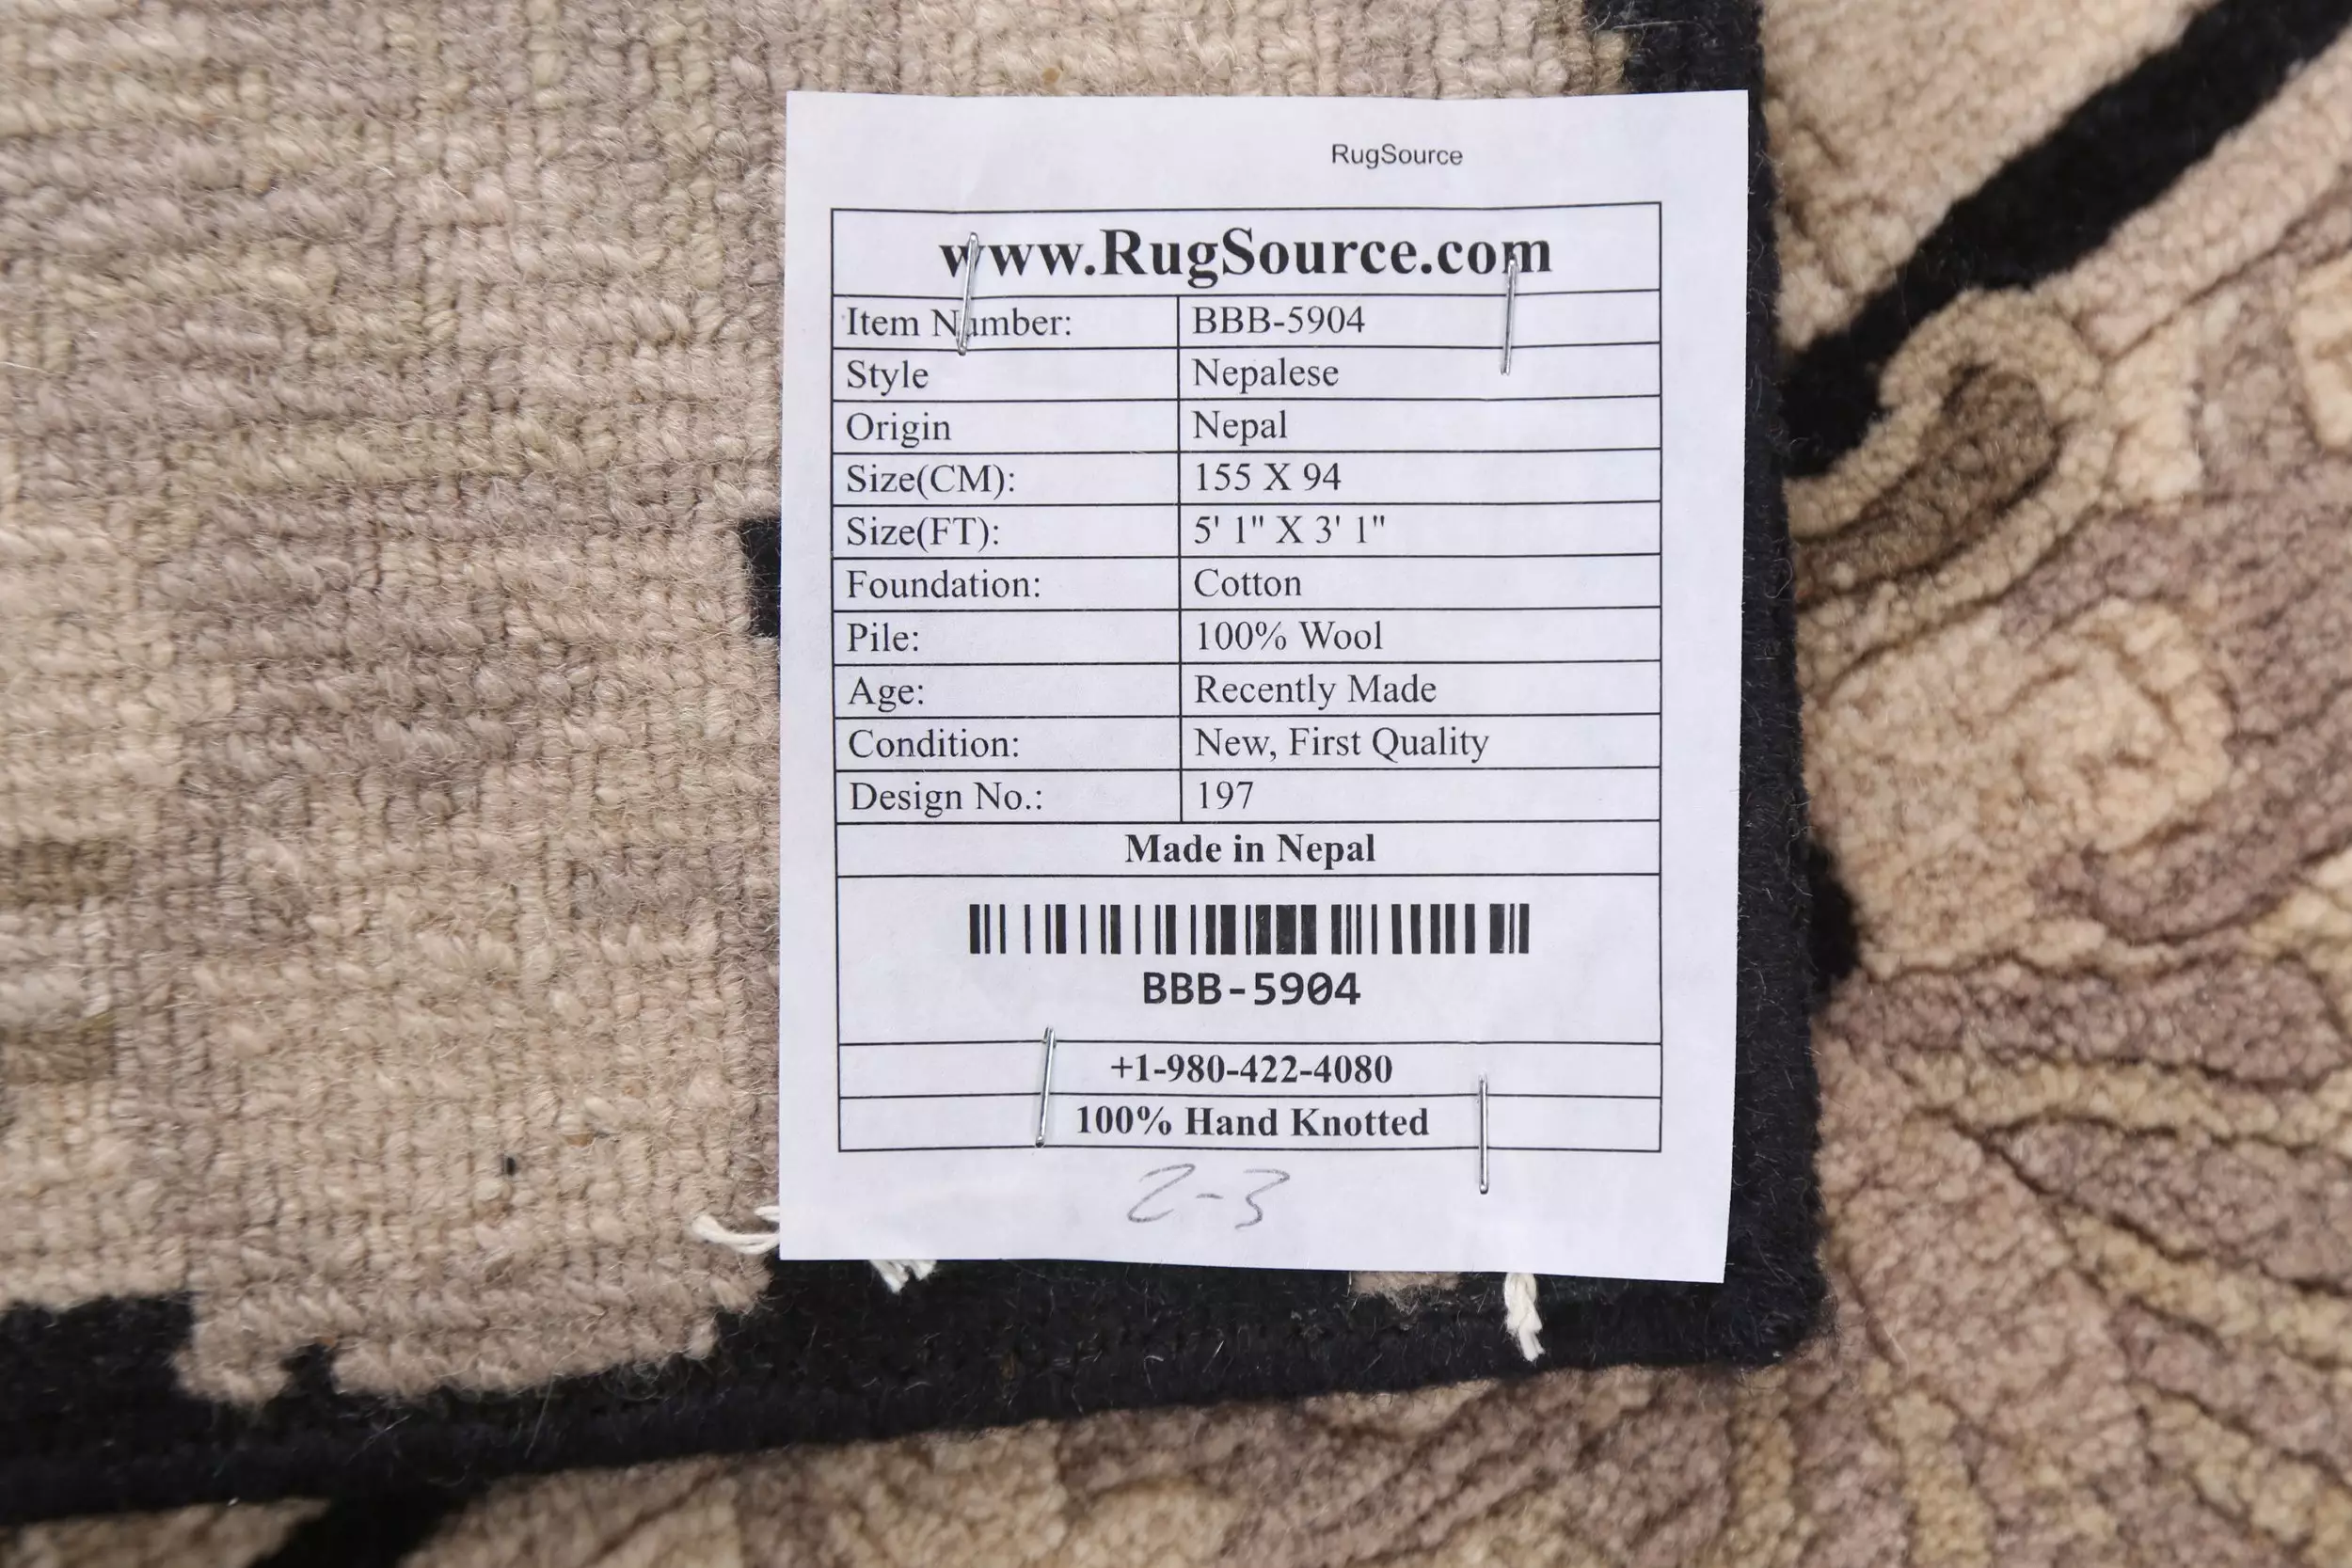 RugSource
www.RugSource.com
Item Number: BBB-5904
Style Nepalese
Origin Nepal
Size(CM): 155 X 94
Size(FT): 5' 1" X 3' 1"
Foundation: Cotton
Pile: 100% Wool
Age: Recently Made
Condition: New, First Quality
Design No.: 197
Made in Nepal
BBB-5904
+1-980-422-4080
100% Hand Knotted
2-3